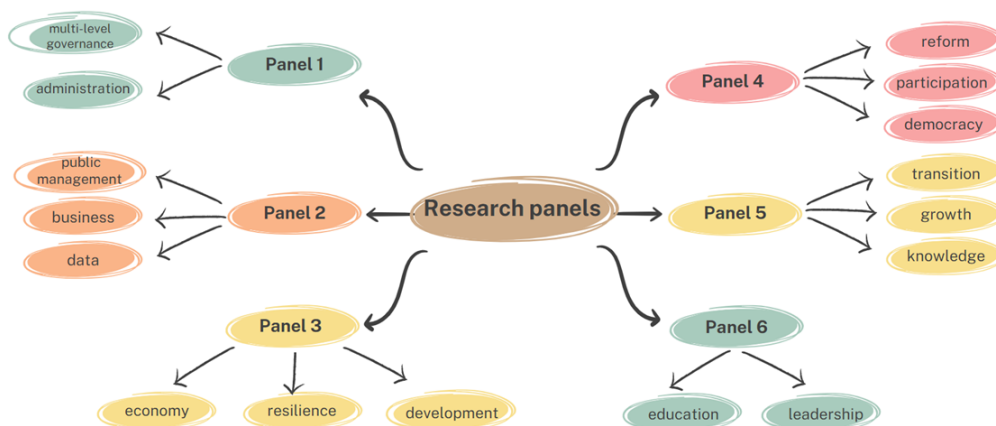 multi-level
governance
administration
Panel 1
public
management
business
data
Panel 2
Panel 3
economy
resilience
development
Research panels
Panel 4
reform
participation
democracy
Panel 5
transition
growth
knowledge
Panel 6
education
leadership